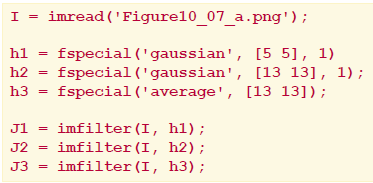 I = imread('Figure10_07_a.png');
h1 = fspecial('gaussian', [5 5], 1)
h2 = fspecial('gaussian', [13 13], 1);
h3 = fspecial('average', [13 13]);
J1 = imfilter(I, h1);
J2 = imfilter(I, h2);
J3 = imfilter(I, h3);